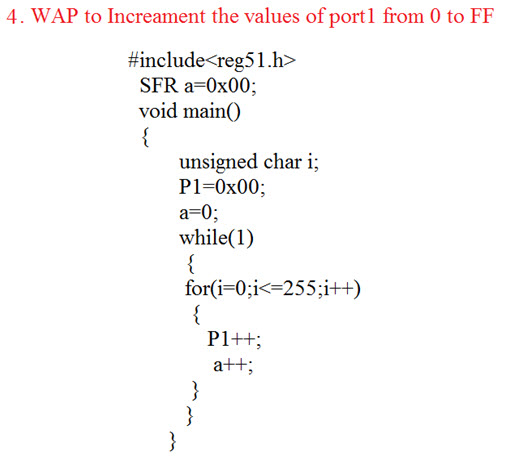 4. WAP to Increament the values of port1 from 0 to FF
#include<reg51.h>
SFR a=0x00;
void main()
{
unsigned char i;
P1=0x00;
a=0;
while(1)
{
for(i=0;i<=255;i++)
{
P1++;
a++;
}
}
}